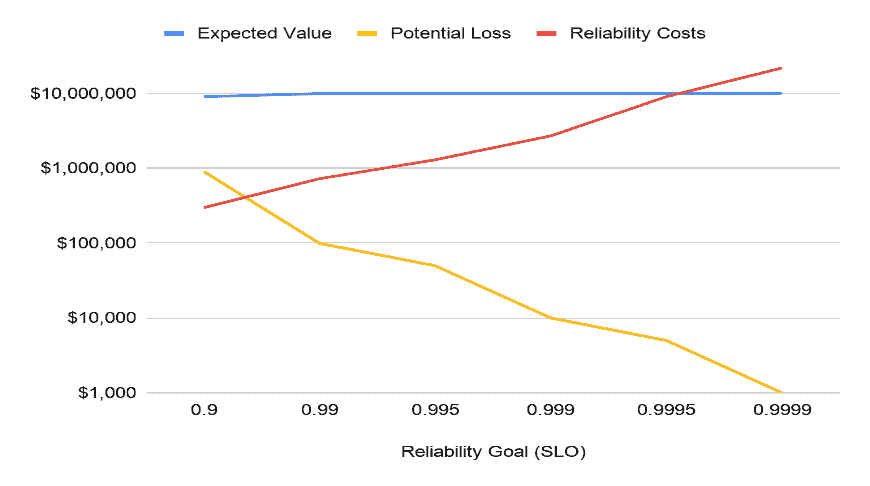 Expected Value Potential Loss Reliability Costs
$10,000,000
$1,000,000
$100,000
$10,000
$1,000
0.9 0.99 0.995 0.999 0.9995 0.9999
Reliability Goal (SLO)